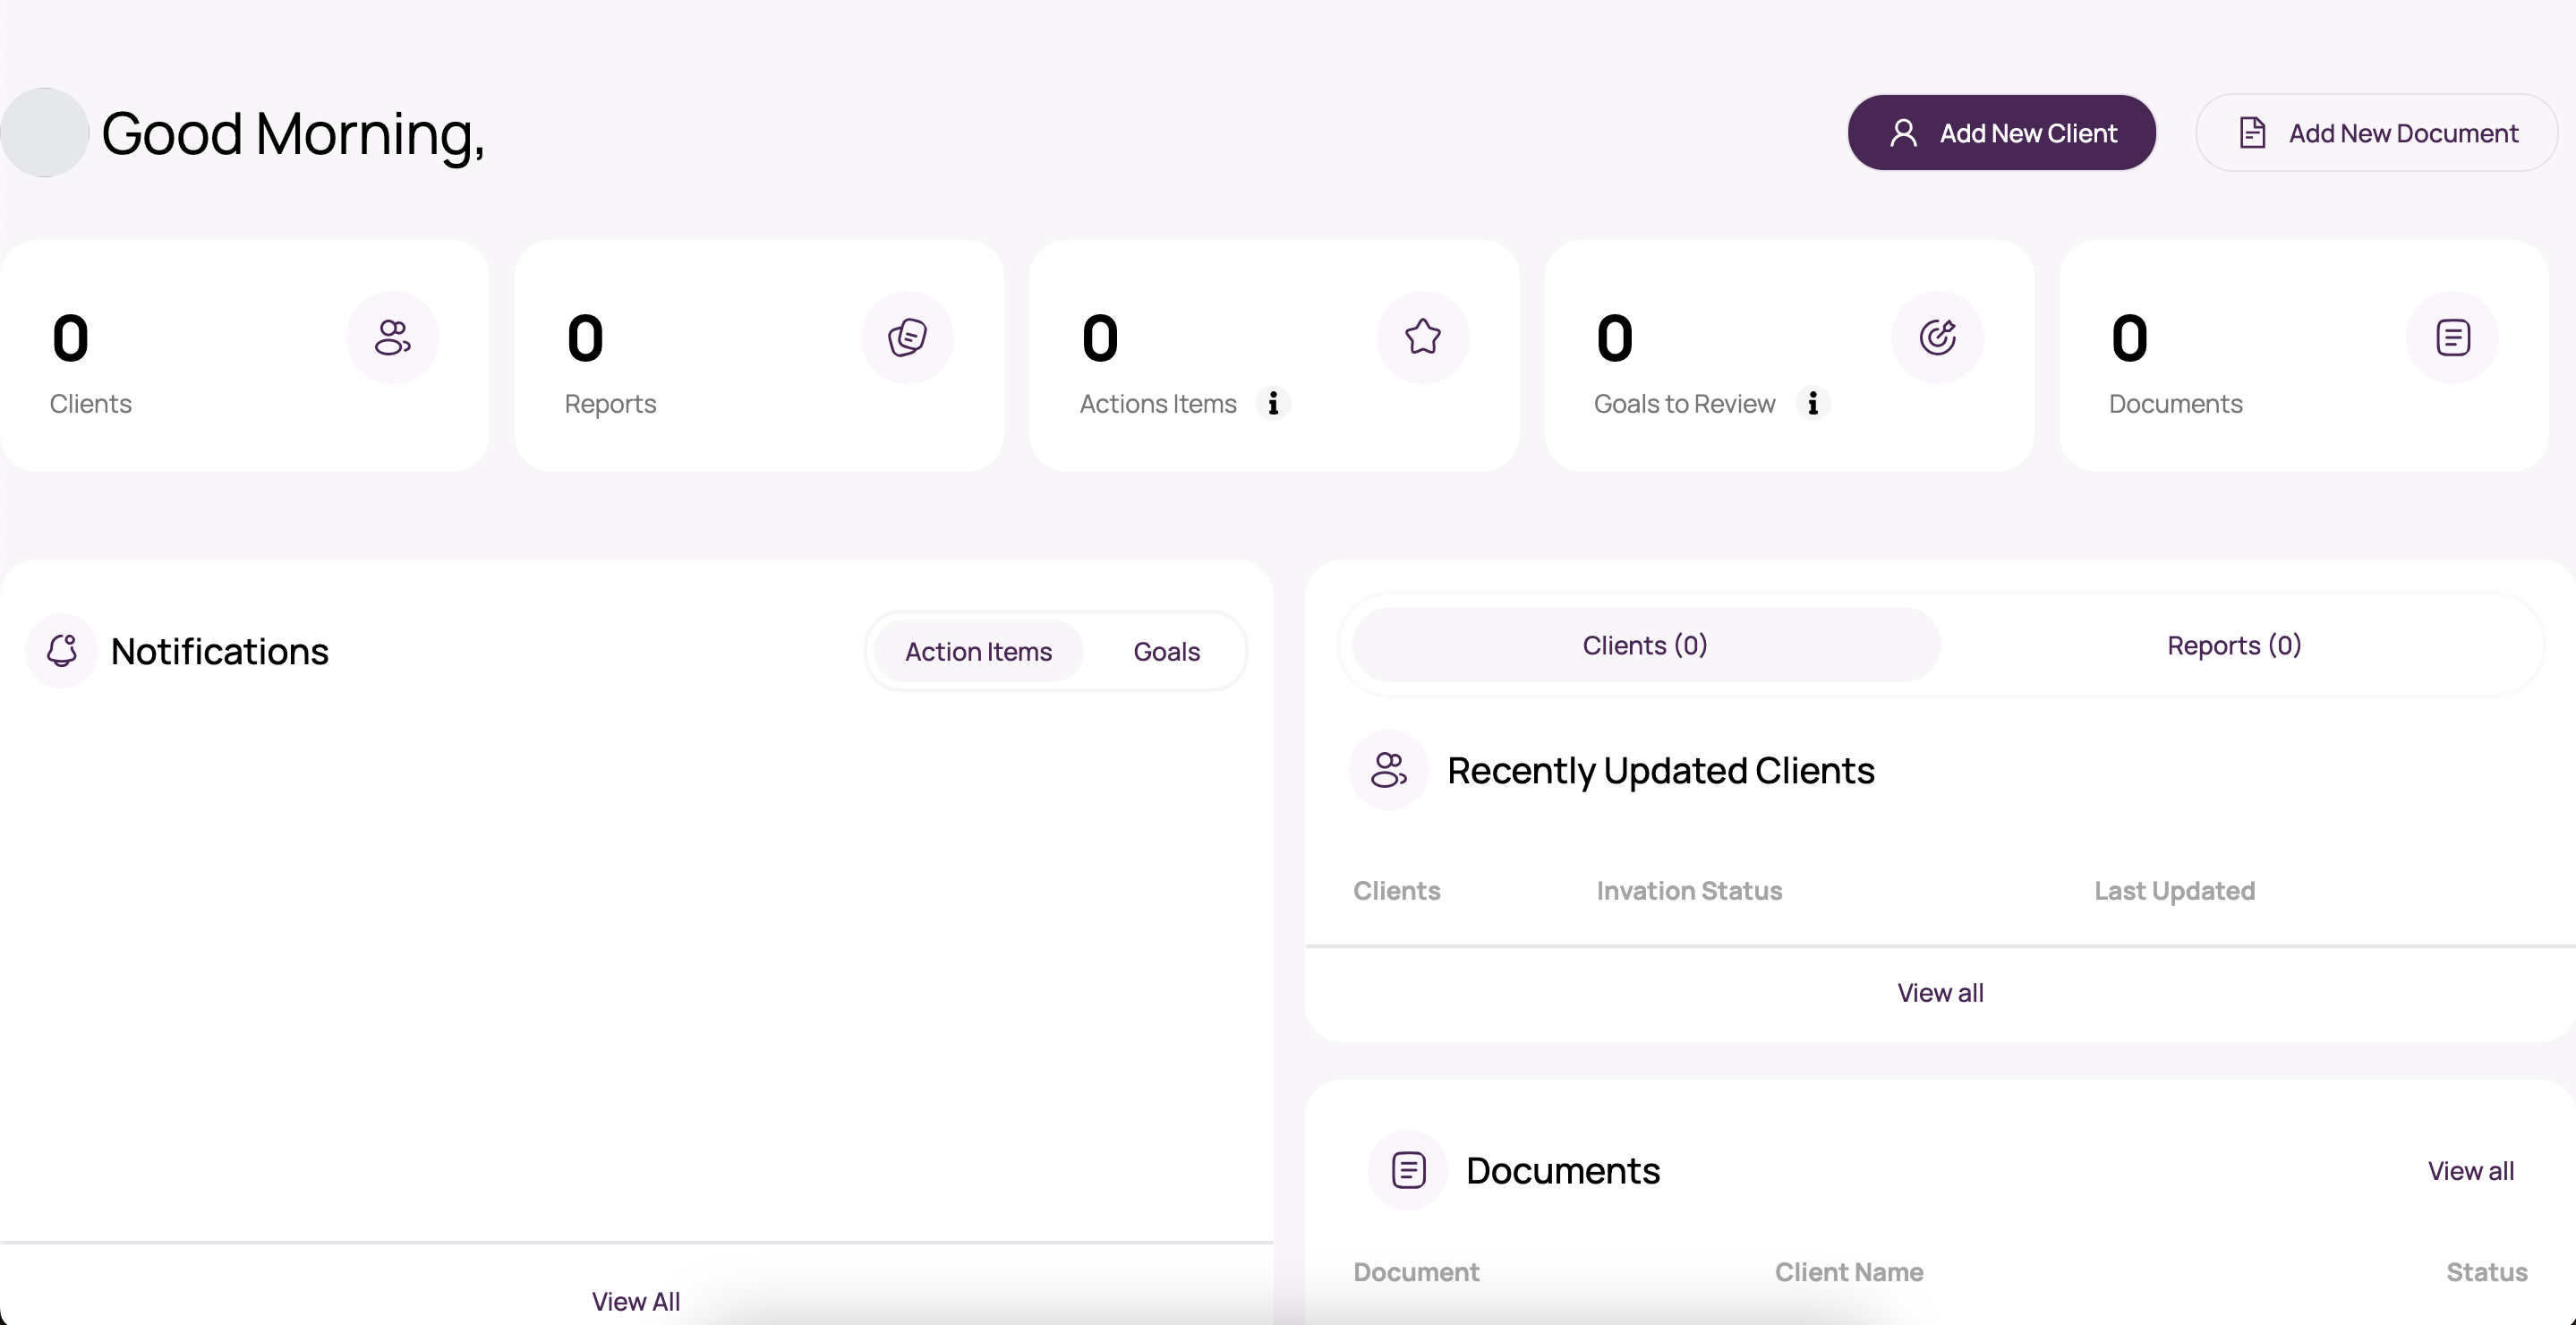 Good Morning,
Add New Client
Add New Document
0
Clients
0
Reports
0
Actions Items
0
Goals to Review
0
Documents
Notifications
Action Items
Goals
View All
Clients (0)
Reports (0)
Recently Updated Clients
Clients Invation Status Last Updated
View all
Documents
View all
Document Client Name Status